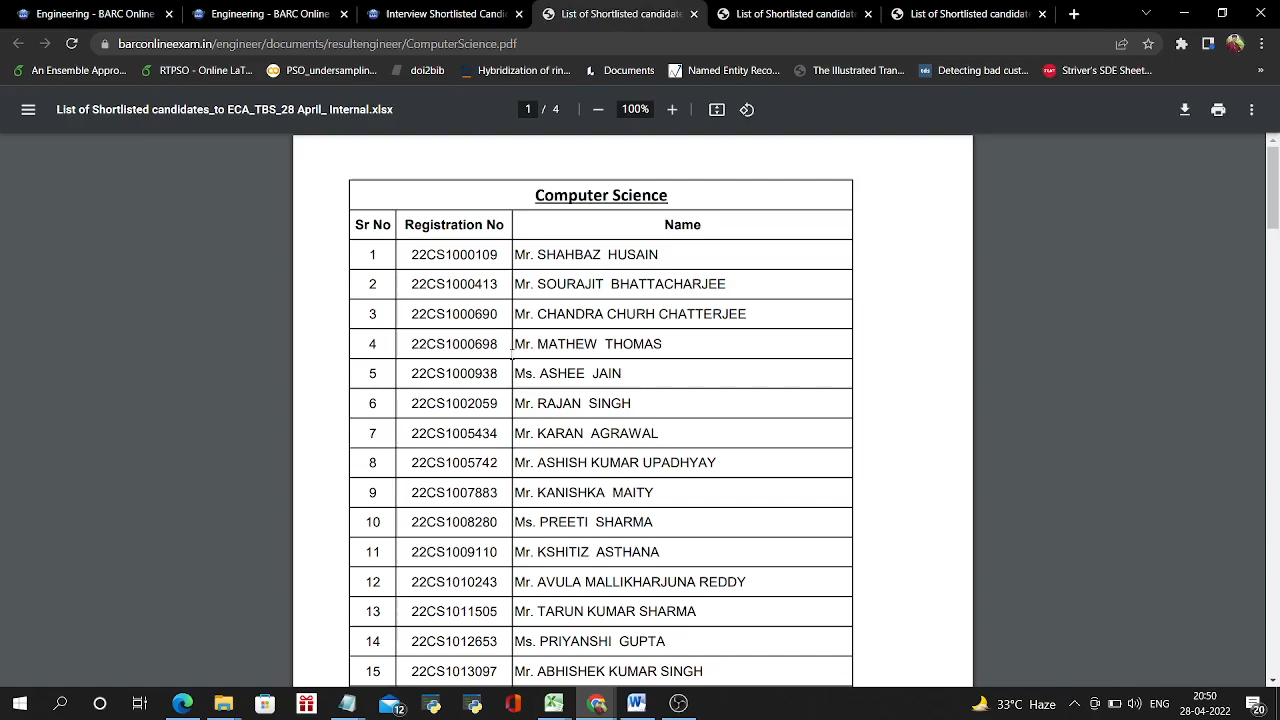 Engineering - BARC Online
Engineering - BARC Online
Interview Shortlisted Candi
List of Shortlisted candidate
List of Shortlisted candidat
List of Shortlisted candidat
barconlineexam.in/engineer/documents/resultengineer/ComputerScience.pdf
An Ensemble Appro...
RTPSO - Online LaT...
PSO_undersamplin...
doi2bib
Hybridization of rin...
Documents
Named Entity Reco...
The Illustrated Tran...
tds
Detecting bad cust...
TUF
Striver's SDE Sheet...
»
List of Shortlisted candidates_to ECA_TBS_28 April_Internal.xlsx
1 / 4
100%
Computer Science
Sr No Registration No Name
1 22CS1000109 Mr. SHAHBAZ HUSAIN
2 22CS1000413 Mr. SOURAJIT BHATTACHARJEE
3 22CS1000690 Mr. CHANDRA CHURH CHATTERJEE
4 22CS1000698 Mr. MATHEW THOMAS
5 22CS1000938 Ms. ASHEE JAIN
6 22CS1002059 Mr. RAJAN SINGH
7 22CS1005434 Mr. KARAN AGRAWAL
8 22CS1005742 Mr. ASHISH KUMAR UPADHYAY
9 22CS1007883 Mr. KANISHKA MAITY
10 22CS1008280 Ms. PREETI SHARMA
11 22CS1009110 Mr. KSHITIZ ASTHANA
12 22CS1010243 Mr. AVULA MALLIKHARJUNA REDDY
13 22CS1011505 Mr. TARUN KUMAR SHARMA
14 22CS1012653 Ms. PRIYANSHI GUPTA
15 22CS1013097 Mr. ABHISHEK KUMAR SINGH
12
33°C Haze
ENG
20:50
28-04-2022
20